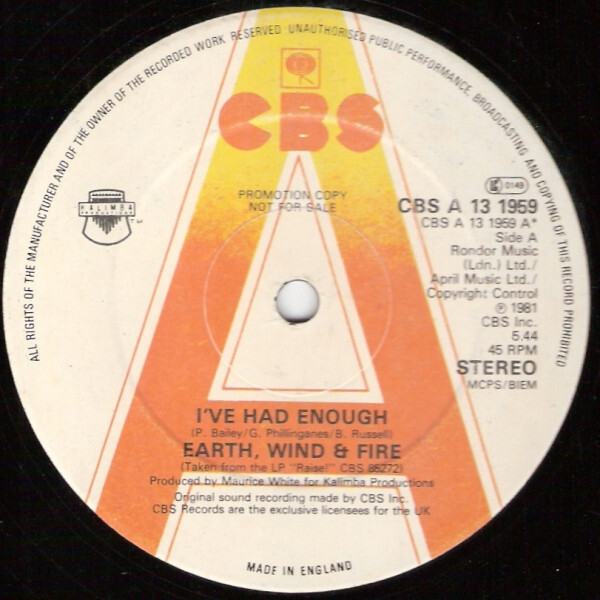 ALL RIGHTS OF THE MANUFACTURER AND OF THE OWNER OF THE RECORDED WORK RESERVED · UNAUTHORISED PUBLIC PERFORMANCE, BROADCASTING AND COPYING OF THIS RECORD PROHIBITED
CBS
KALIMBA
PRODUCTIONS
PROMOTION COPY
NOT FOR SALE
0149
CBS A 13 1959
CBS A 13 1959 A*
Side A
Rondor Music
(Ldn.) Ltd./
April Music Ltd./
Copyright Control
℗ 1981
CBS Inc.
5.44
45 RPM
STEREO
MCPS/BIEM
I'VE HAD ENOUGH
(P. Bailey/G. Phillinganes/B. Russell)
EARTH, WIND & FIRE
(Taken from the LP "Raise!" CBS 85272)
Produced by Maurice White for Kalimba Productions
Original sound recording made by CBS Inc.
CBS Records are the exclusive licensees for the UK
MADE IN ENGLAND